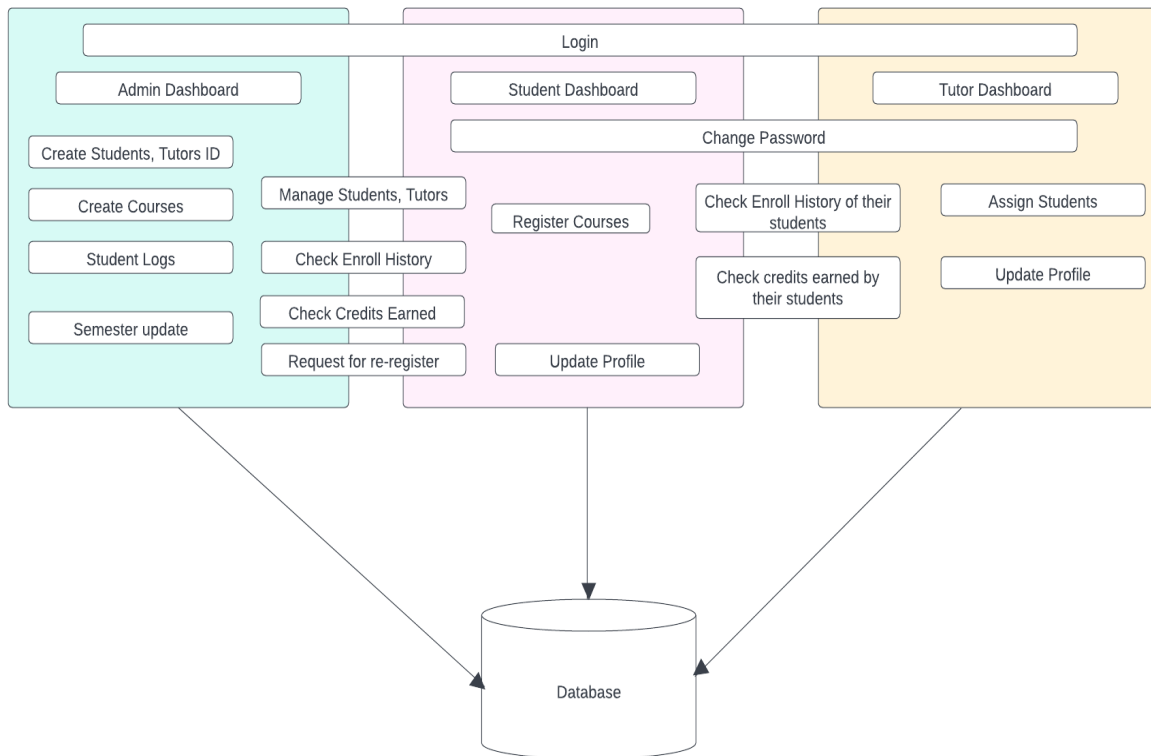 Login
Admin Dashboard
Student Dashboard
Tutor Dashboard
Change Password
Create Students, Tutors ID
Manage Students, Tutors
Check Enroll History of their
students
Assign Students
Create Courses
Register Courses
Student Logs
Check Enroll History
Check credits earned by
their students
Update Profile
Check Credits Earned
Semester update
Request for re-register
Update Profile
Database